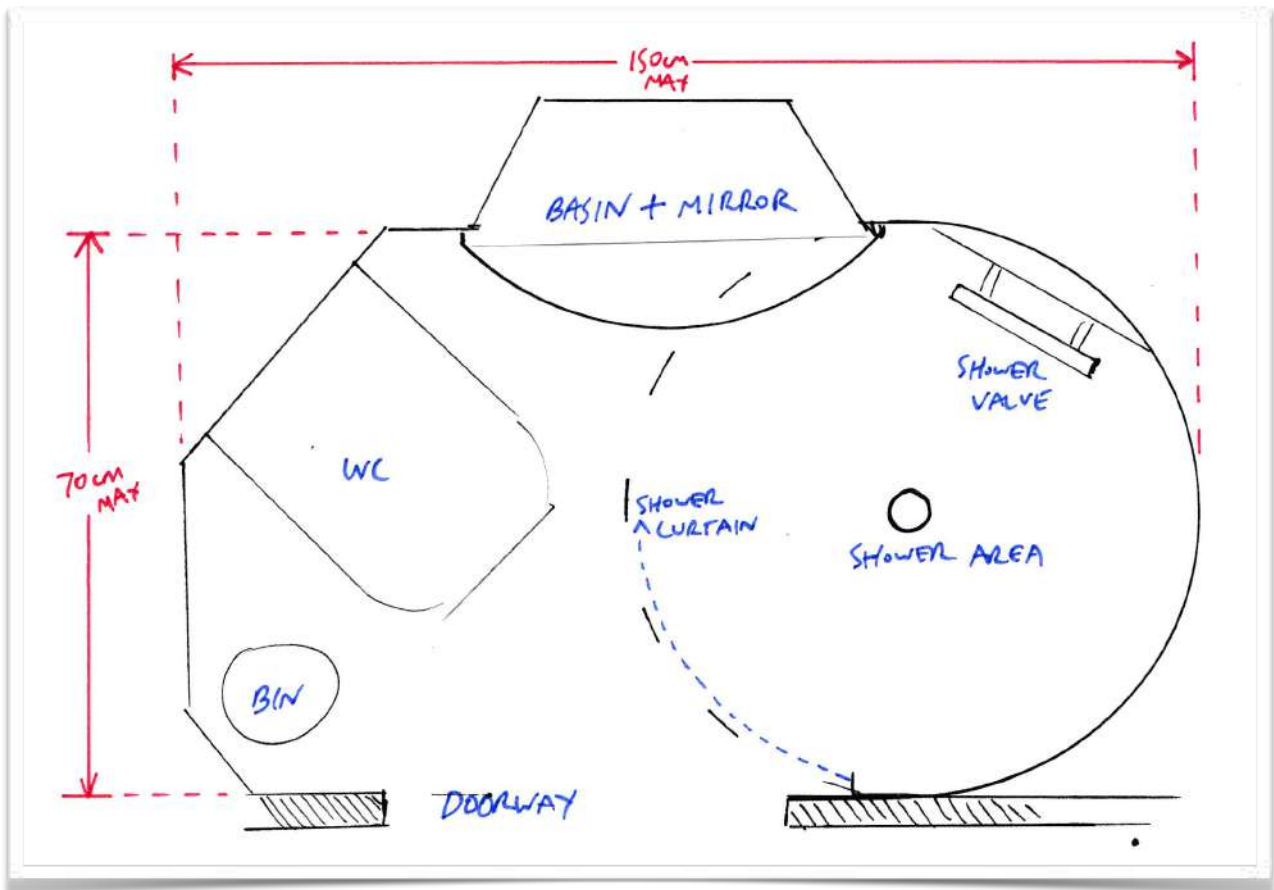 150cm
MAX
BASIN + MIRROR
SHOWER
VALVE
70cm
MAX
WC
SHOWER
CURTAIN
SHOWER AREA
BIN
DOORWAY